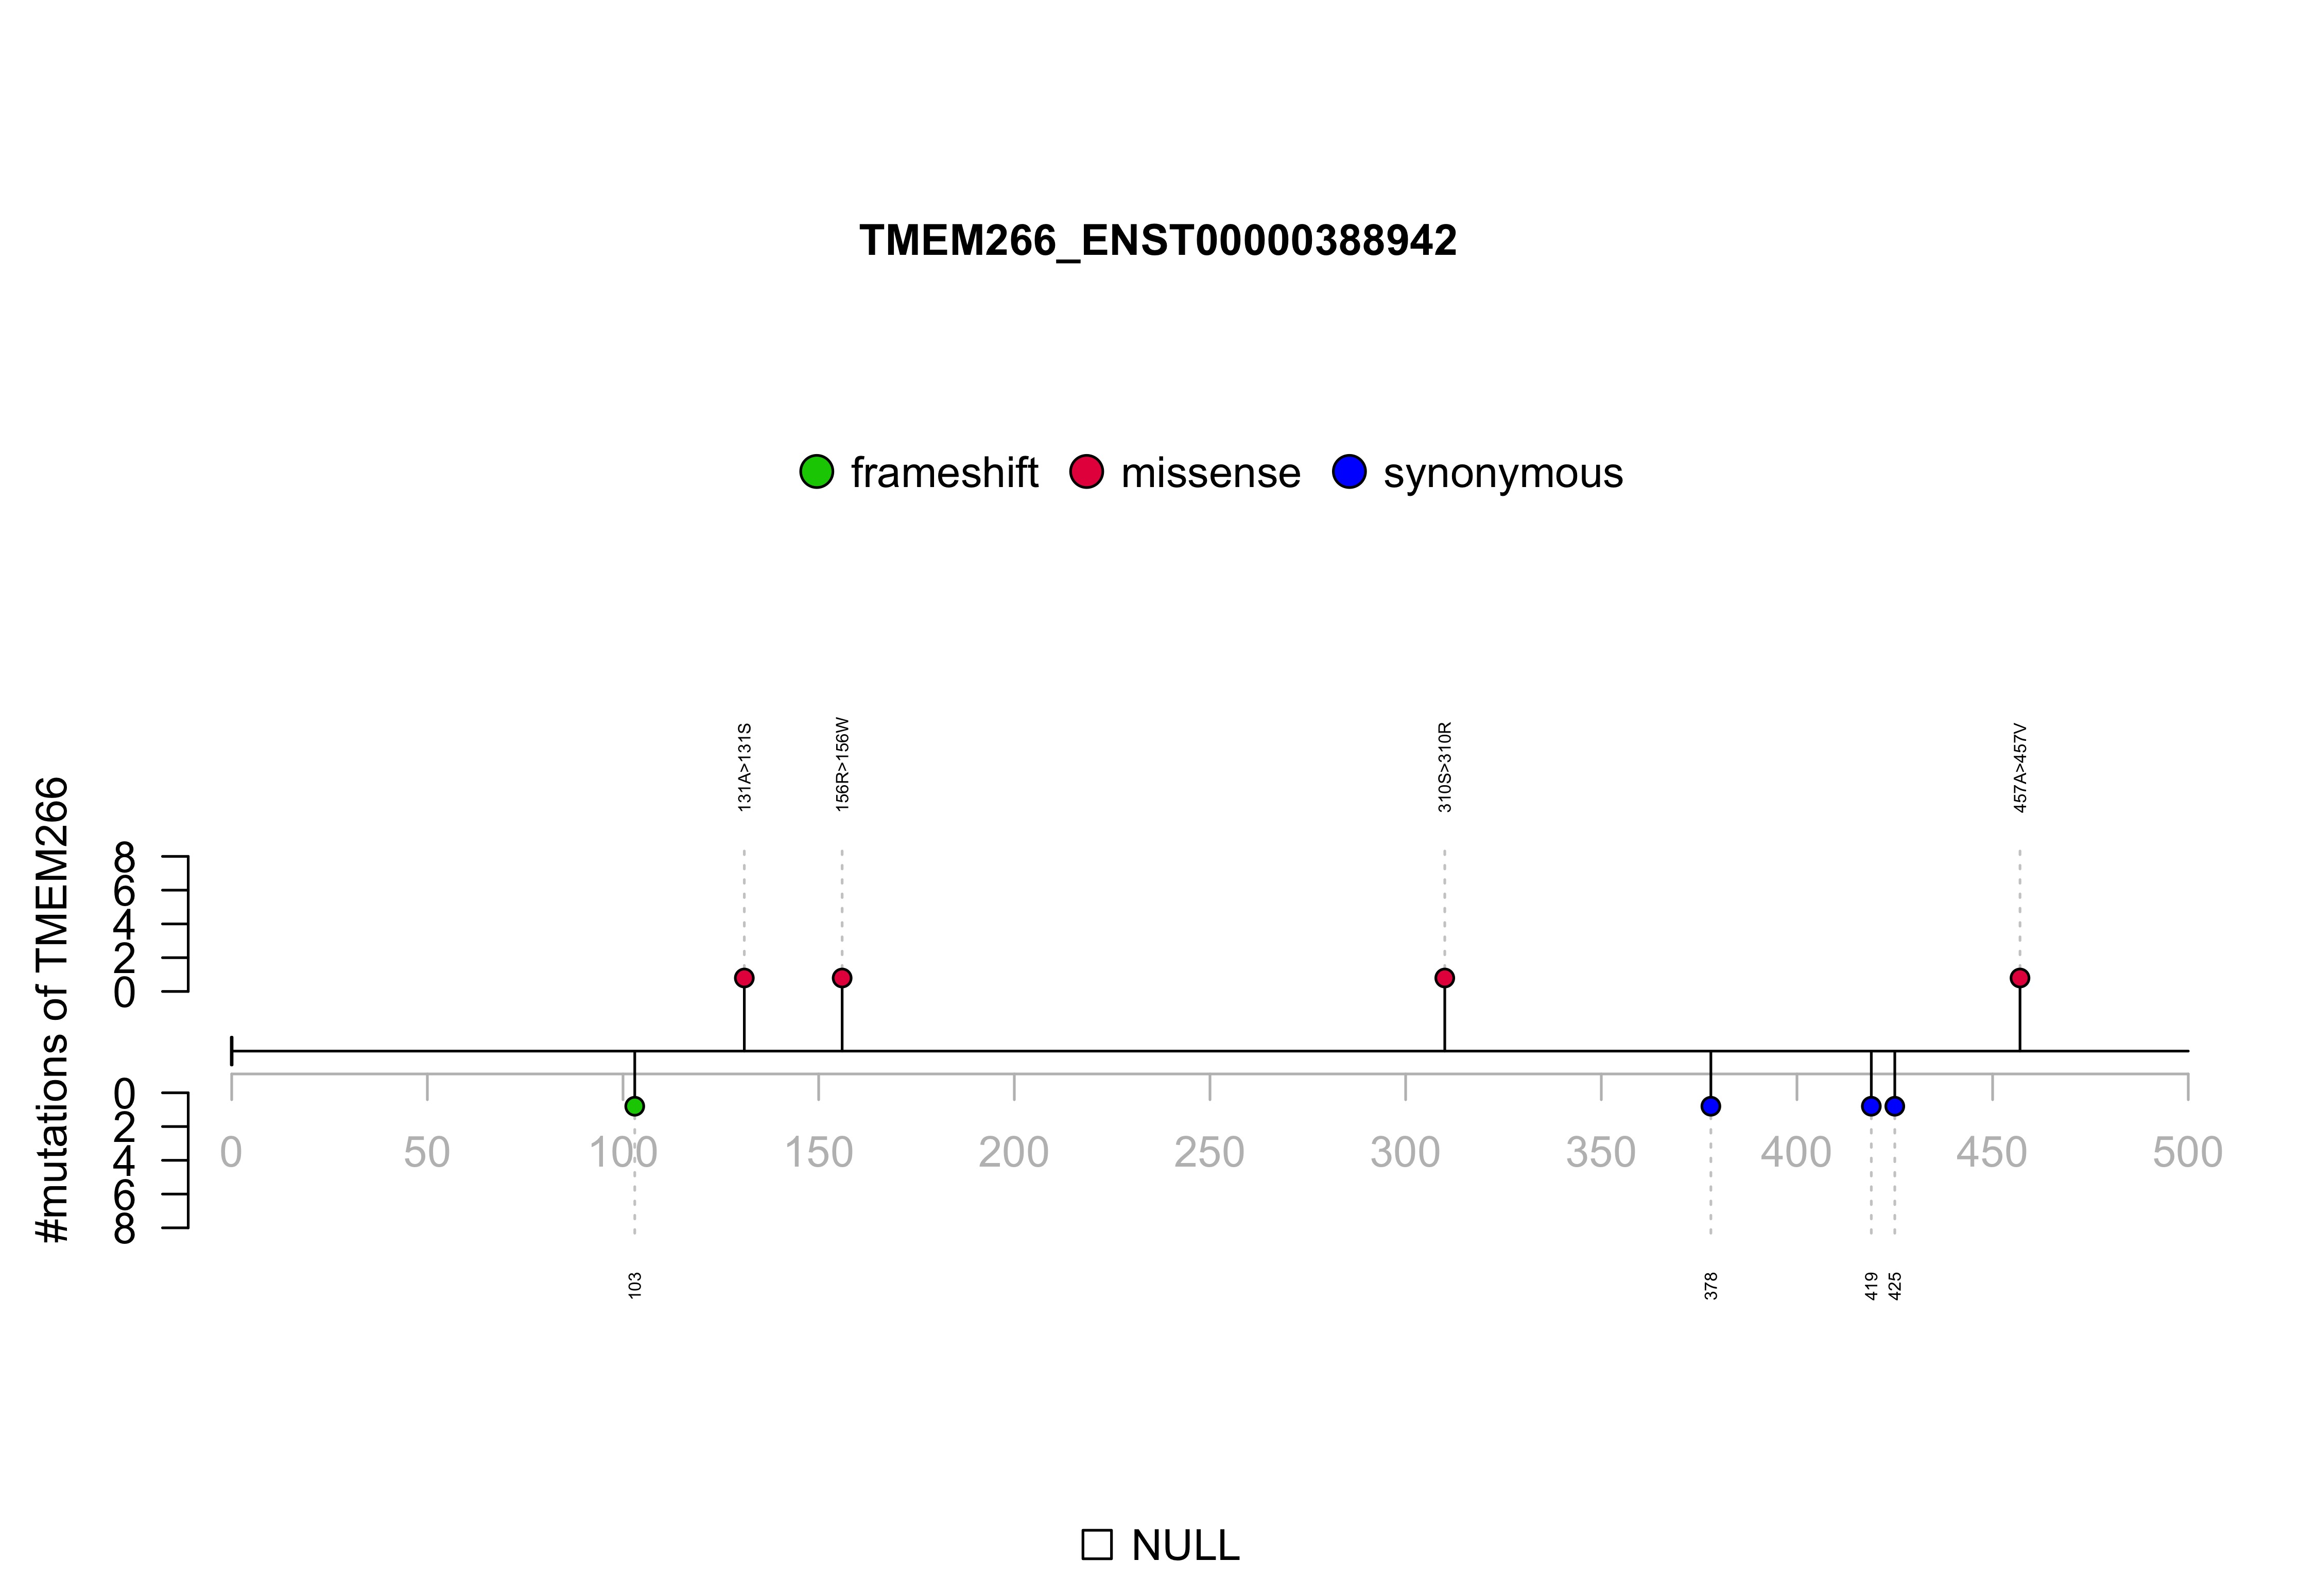 TMEM266_ENST00000388942
frameshift missense synonymous
131A>131S
156R>156W
310S>310R
457A>457V
#mutations of TMEM266
8
6
4
2
0
0
2
4
6
8
0 50 100 150 200 250 300 350 400 450 500
103
378
419
425
NULL